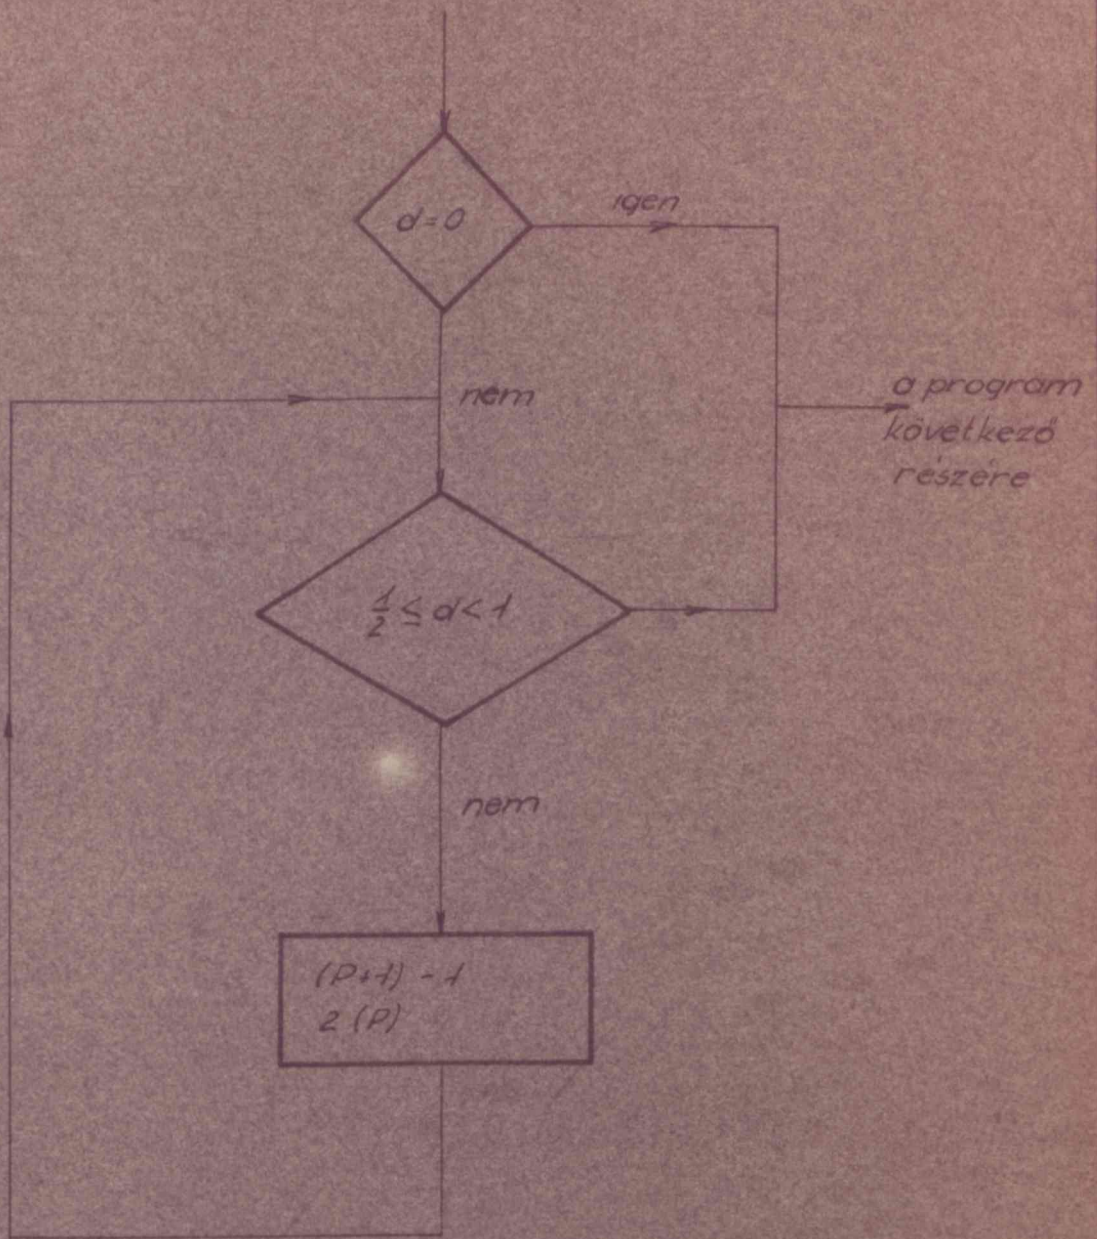 d=0
igen
nem
a program
következő
részére
1/2 ≤ d < 1
nem
(P+1) - 1
2 (P)